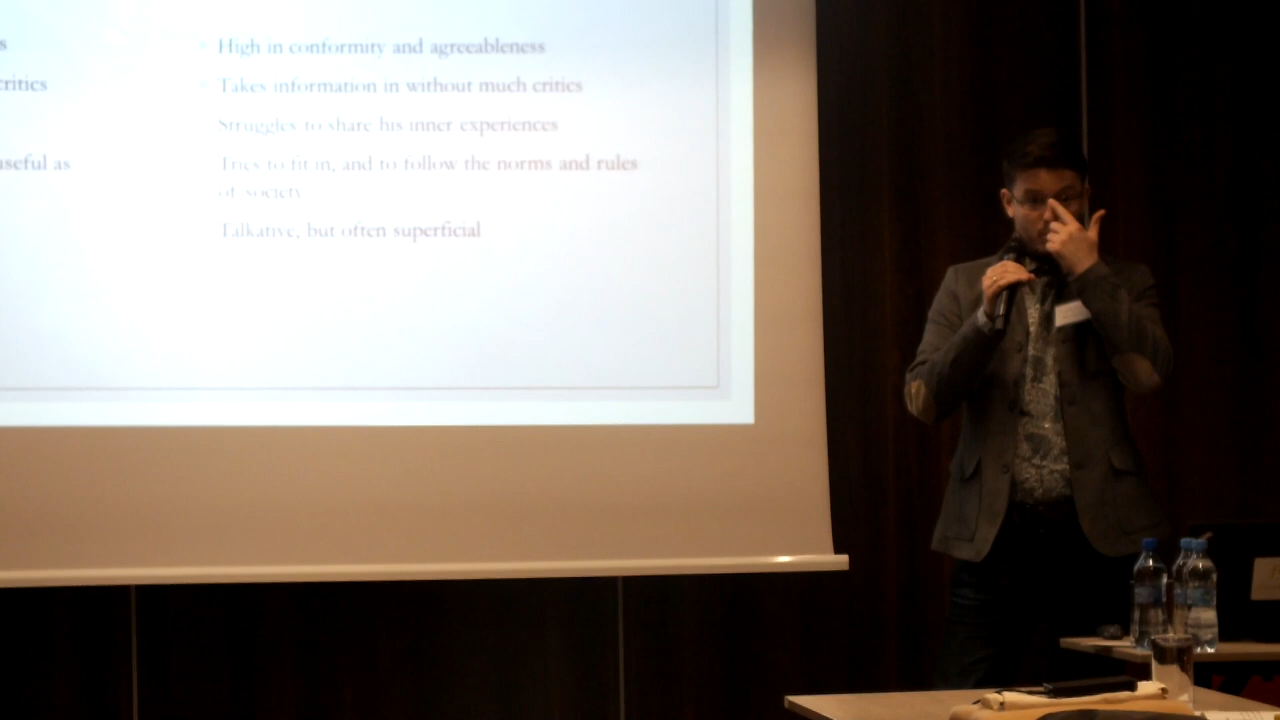 s
critics
useful as
High in conformity and agreeableness
Takes information in without much critics
Struggles to share his inner experiences
Tries to fit in, and to follow the norms and rules
of society
Talkative, but often superficial